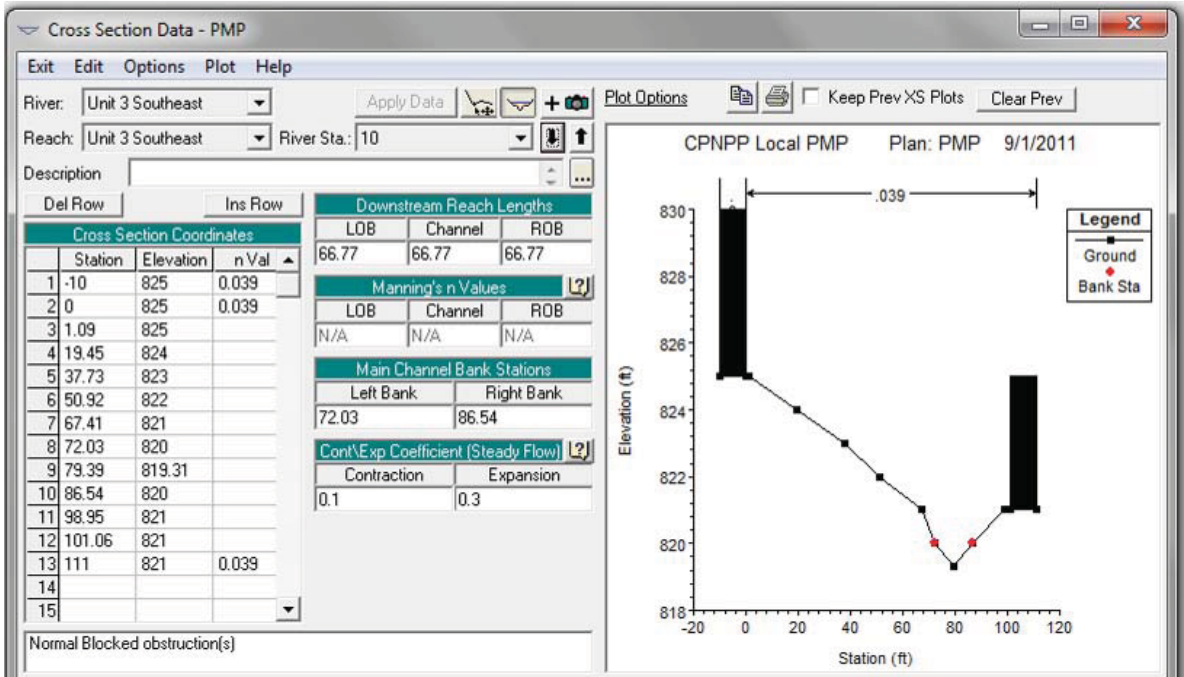 Cross Section Data - PMP
Exit Edit Options Plot Help
River: Unit 3 Southeast Apply Data
Reach: Unit 3 Southeast River Sta.: 10
Description ...
Del Row Ins Row
Cross Section Coordinates
Station Elevation n Val
1 -10 825 0.039
2 0 825 0.039
3 1.09 825
4 19.45 824
5 37.73 823
6 50.92 822
7 67.41 821
8 72.03 820
9 79.39 819.31
10 86.54 820
11 98.95 821
12 101.06 821
13 111 821 0.039
14
15
Downstream Reach Lengths
LOB Channel ROB
66.77 66.77 66.77
Manning's n Values
LOB Channel ROB
N/A N/A N/A
Main Channel Bank Stations
Left Bank Right Bank
72.03 86.54
Cont\Exp Coefficient (Steady Flow)
Contraction Expansion
0.1 0.3
Normal Blocked obstruction(s)
Plot Options Keep Prev XS Plots Clear Prev
CPNPP Local PMP Plan: PMP 9/1/2011
.039
Legend
Ground
Bank Sta
Elevation (ft)
830
828
826
824
822
820
818
-20 0 20 40 60 80 100 120
Station (ft)